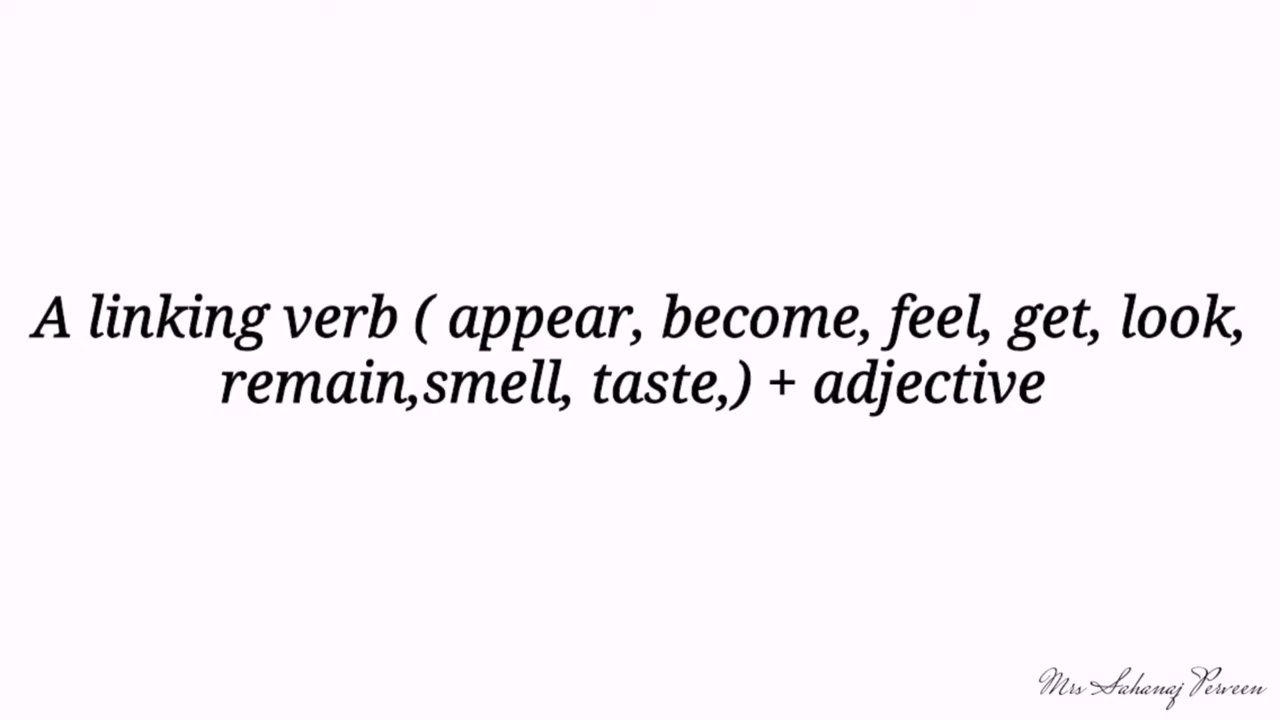 A linking verb ( appear, become, feel, get, look,
remain,smell, taste,) + adjective
Mrs Sahanaj Perveen